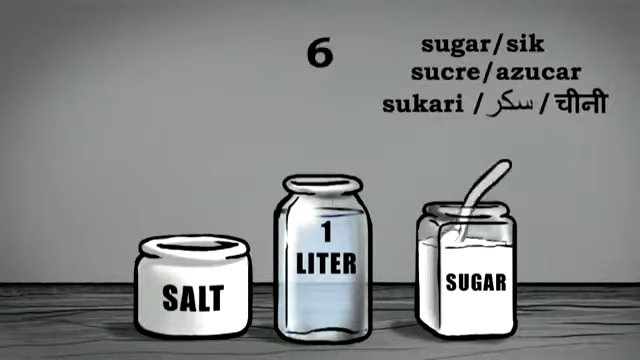 6
sugar/sik
sucre/azucar
sukari / سكر / चीनी
1
LITER
SALT
SUGAR